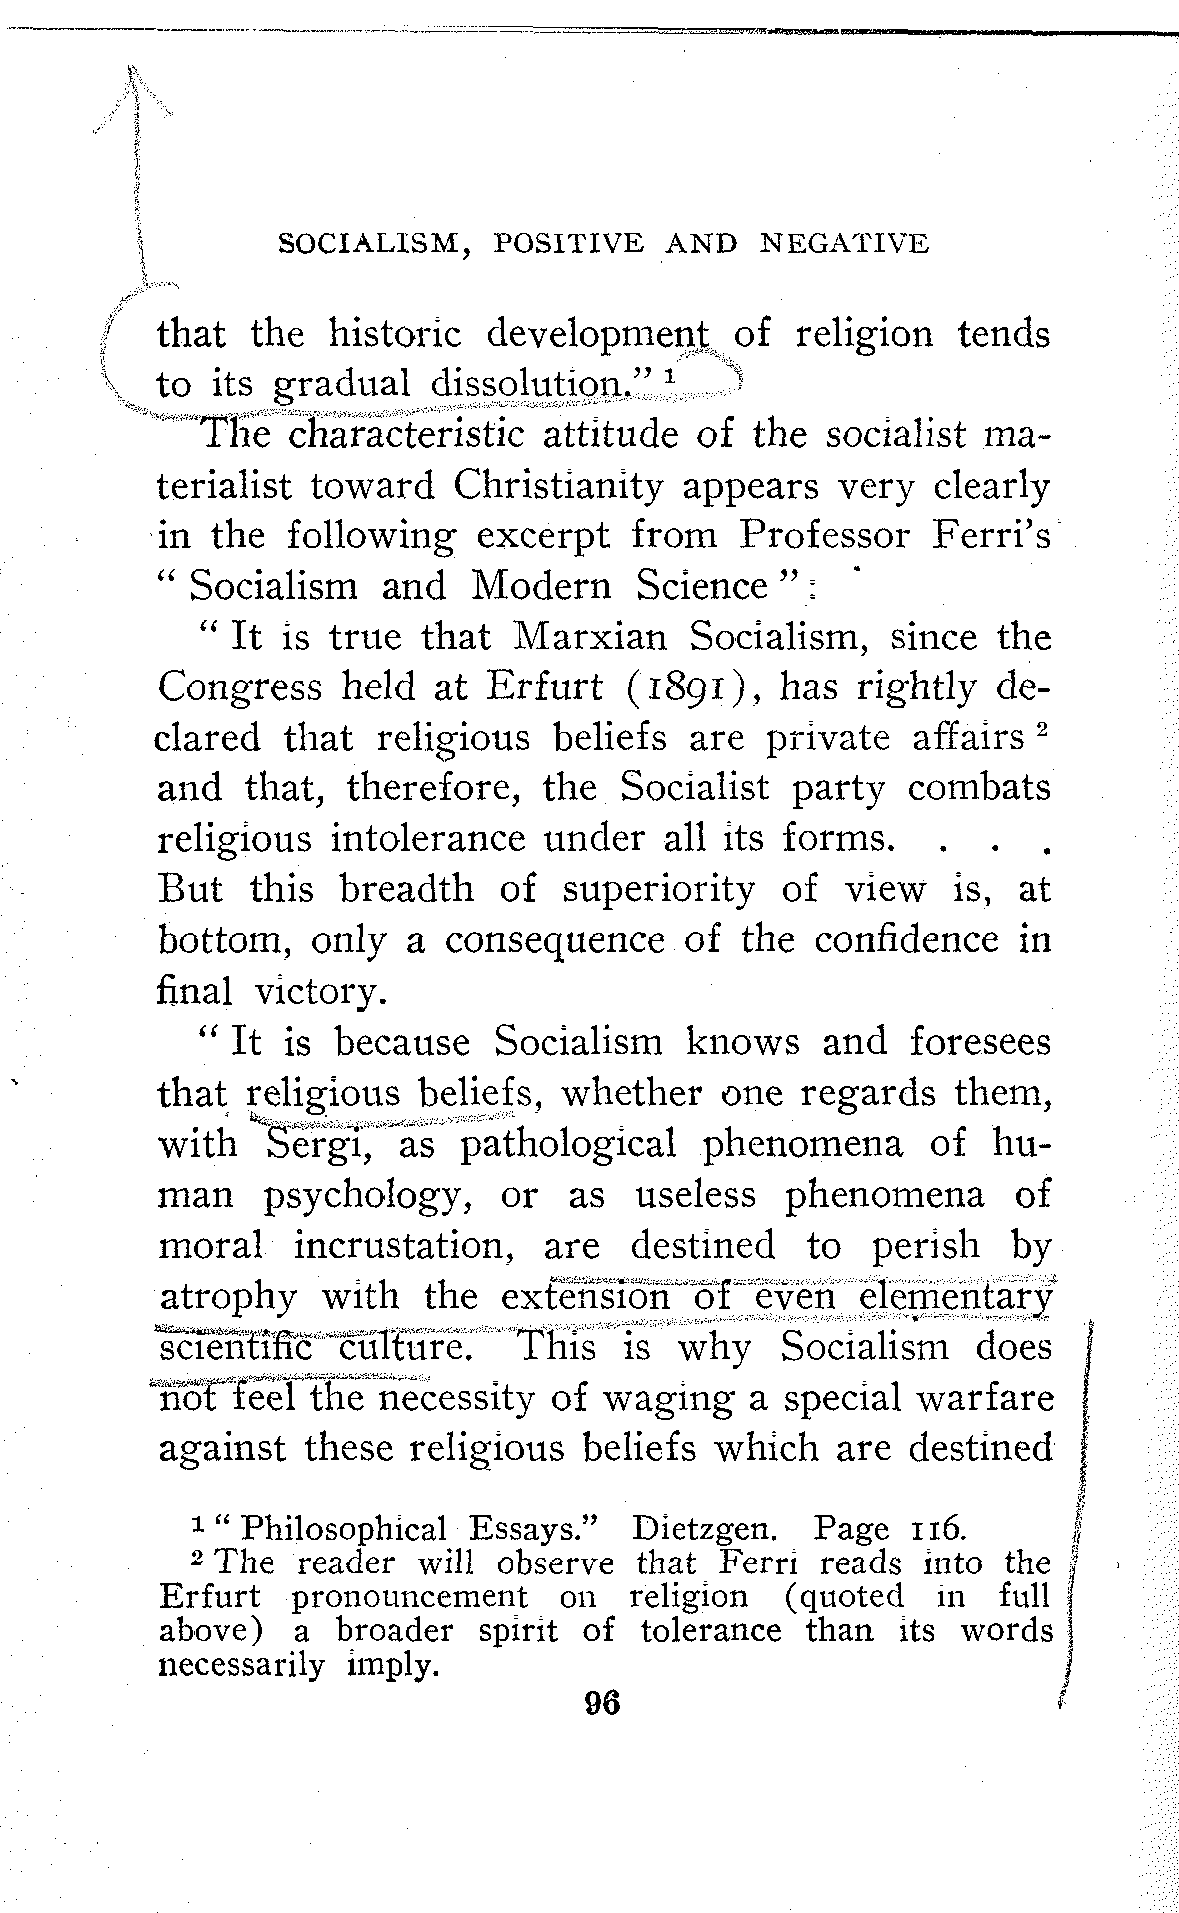 SOCIALISM, POSITIVE AND NEGATIVE
that the historic development of religion tends
to its gradual dissolution." 1
The characteristic attitude of the socialist ma-
terialist toward Christianity appears very clearly
in the following excerpt from Professor Ferri's
" Socialism and Modern Science " :
" It is true that Marxian Socialism, since the
Congress held at Erfurt (1891), has rightly de-
clared that religious beliefs are private affairs 2
and that, therefore, the Socialist party combats
religious intolerance under all its forms. . . .
But this breadth of superiority of view is, at
bottom, only a consequence of the confidence in
final victory.
" It is because Socialism knows and foresees
that religious beliefs, whether one regards them,
with Sergi, as pathological phenomena of hu-
man psychology, or as useless phenomena of
moral incrustation, are destined to perish by
atrophy with the extension of even elementary
scientific culture. This is why Socialism does
not feel the necessity of waging a special warfare
against these religious beliefs which are destined
1 " Philosophical Essays." Dietzgen. Page 116.
2 The reader will observe that Ferri reads into the
Erfurt pronouncement on religion (quoted in full
above) a broader spirit of tolerance than its words
necessarily imply.
96